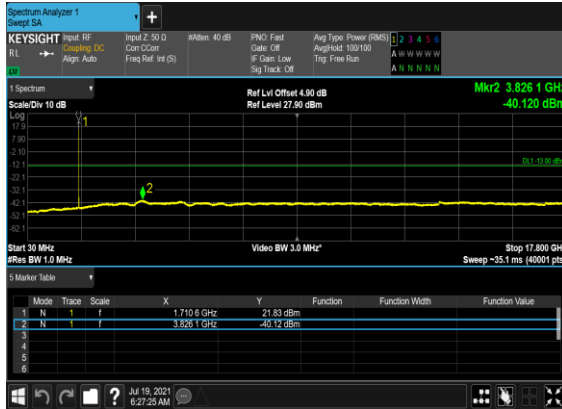 Spectrum Analyzer 1
Swept SA
+
KEYSIGHT Input: RF Input Z: 50 Ω #Atten: 40 dB PNO: Fast Avg Type: Power (RMS) 1 2 3 4 5 6
RL Coupling: DC Corr CCorr Gate: Off Avg|Hold: 100/100 A W W W W W
Align: Auto Freq Ref: Int (S) IF Gain: Low Trig: Free Run
LU Sig Track: Off A N N N N N
1 Spectrum Ref Lvl Offset 4.90 dB Mkr2 3.826 1 GHz
Scale/Div 10 dB Ref Level 27.90 dBm -40.120 dBm
Log
17.9
7.90
-2.10
-12.1
-22.1
-32.1
-42.1
-52.1
-62.1
1
DL1 -13.00 dBm
2
Start 30 MHz Video BW 3.0 MHz* Stop 17.800 GHz
#Res BW 1.0 MHz Sweep ~35.1 ms (40001 pts)
5 Marker Table
Mode Trace Scale X Y Function Function Width Function Value
1 N 1 f 1.710 6 GHz 21.83 dBm
2 N 1 f 3.826 1 GHz -40.12 dBm
3
4
5
6
? Jul 19, 2021
6:27:25 AM